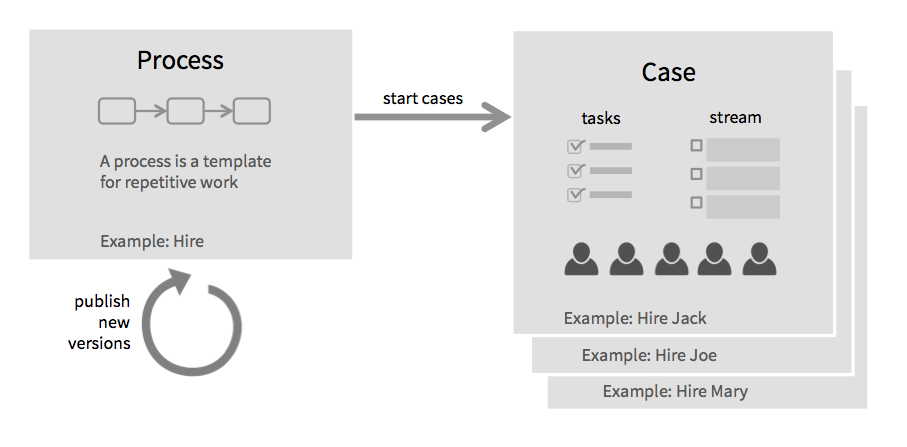 Process
A process is a template
for repetitive work
Example: Hire
publish
new
versions
start cases
Case
tasks
stream
Example: Hire Jack
Example: Hire Joe
Example: Hire Mary